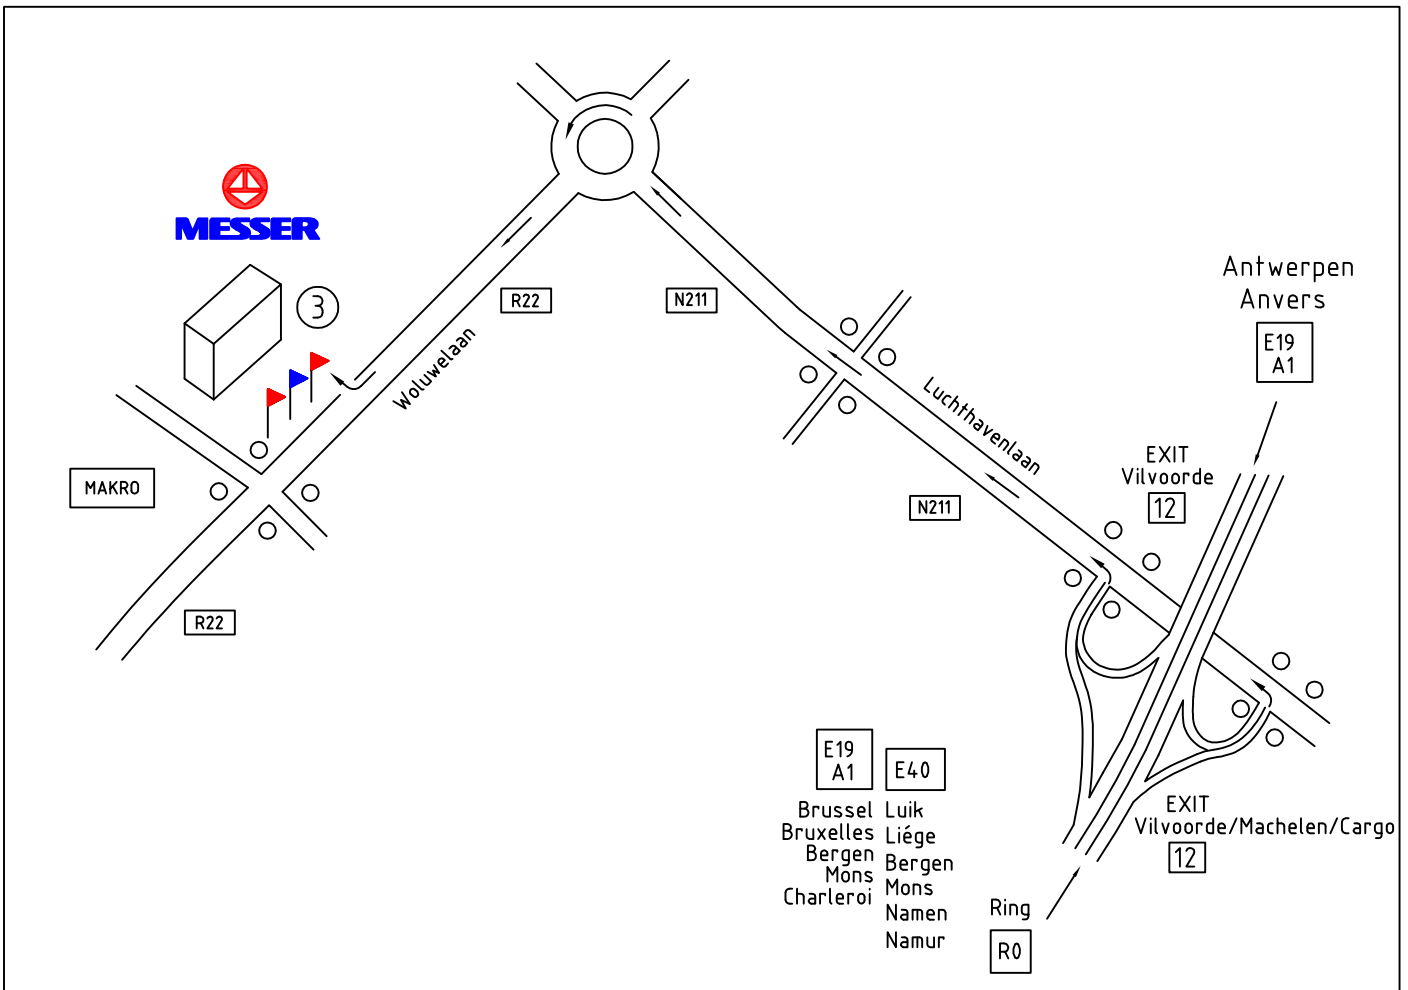 MESSER
3
R22
N211
Woluwelaan
Luchthavenlaan
Antwerpen
Anvers
E19
A1
EXIT
Vilvoorde
12
MAKRO
N211
R22
E19
A1
Brussel
Bruxelles
Bergen
Mons
Charleroi
E40
Luik
Liége
Bergen
Mons
Namen
Namur
Ring
R0
EXIT
Vilvoorde/Machelen/Cargo
12